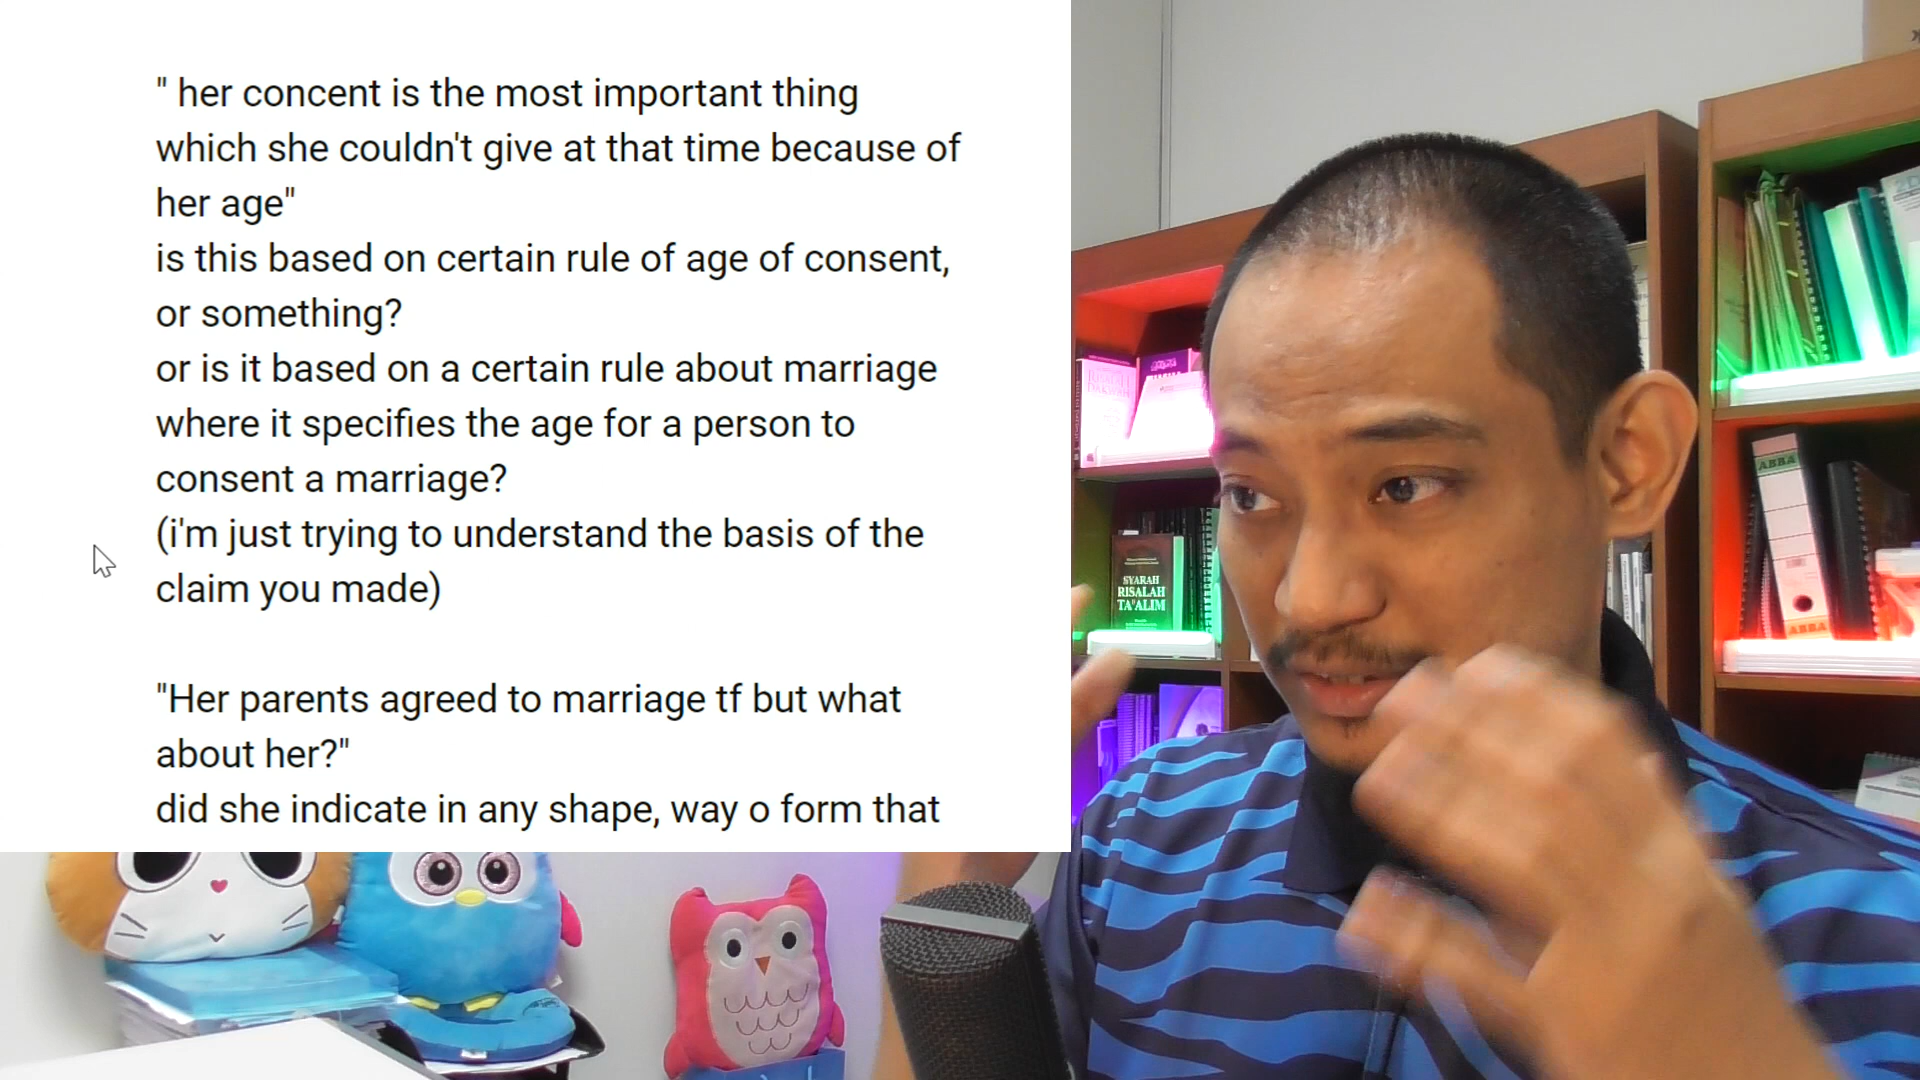 " her concent is the most important thing
which she couldn't give at that time because of
her age"
is this based on certain rule of age of consent,
or something?
or is it based on a certain rule about marriage
where it specifies the age for a person to
consent a marriage?
(i'm just trying to understand the basis of the
claim you made)
"Her parents agreed to marriage tf but what
about her?"
did she indicate in any shape, way o form that
SYARAH
RISALAH
TA'ALIM
ABBA
ABBA